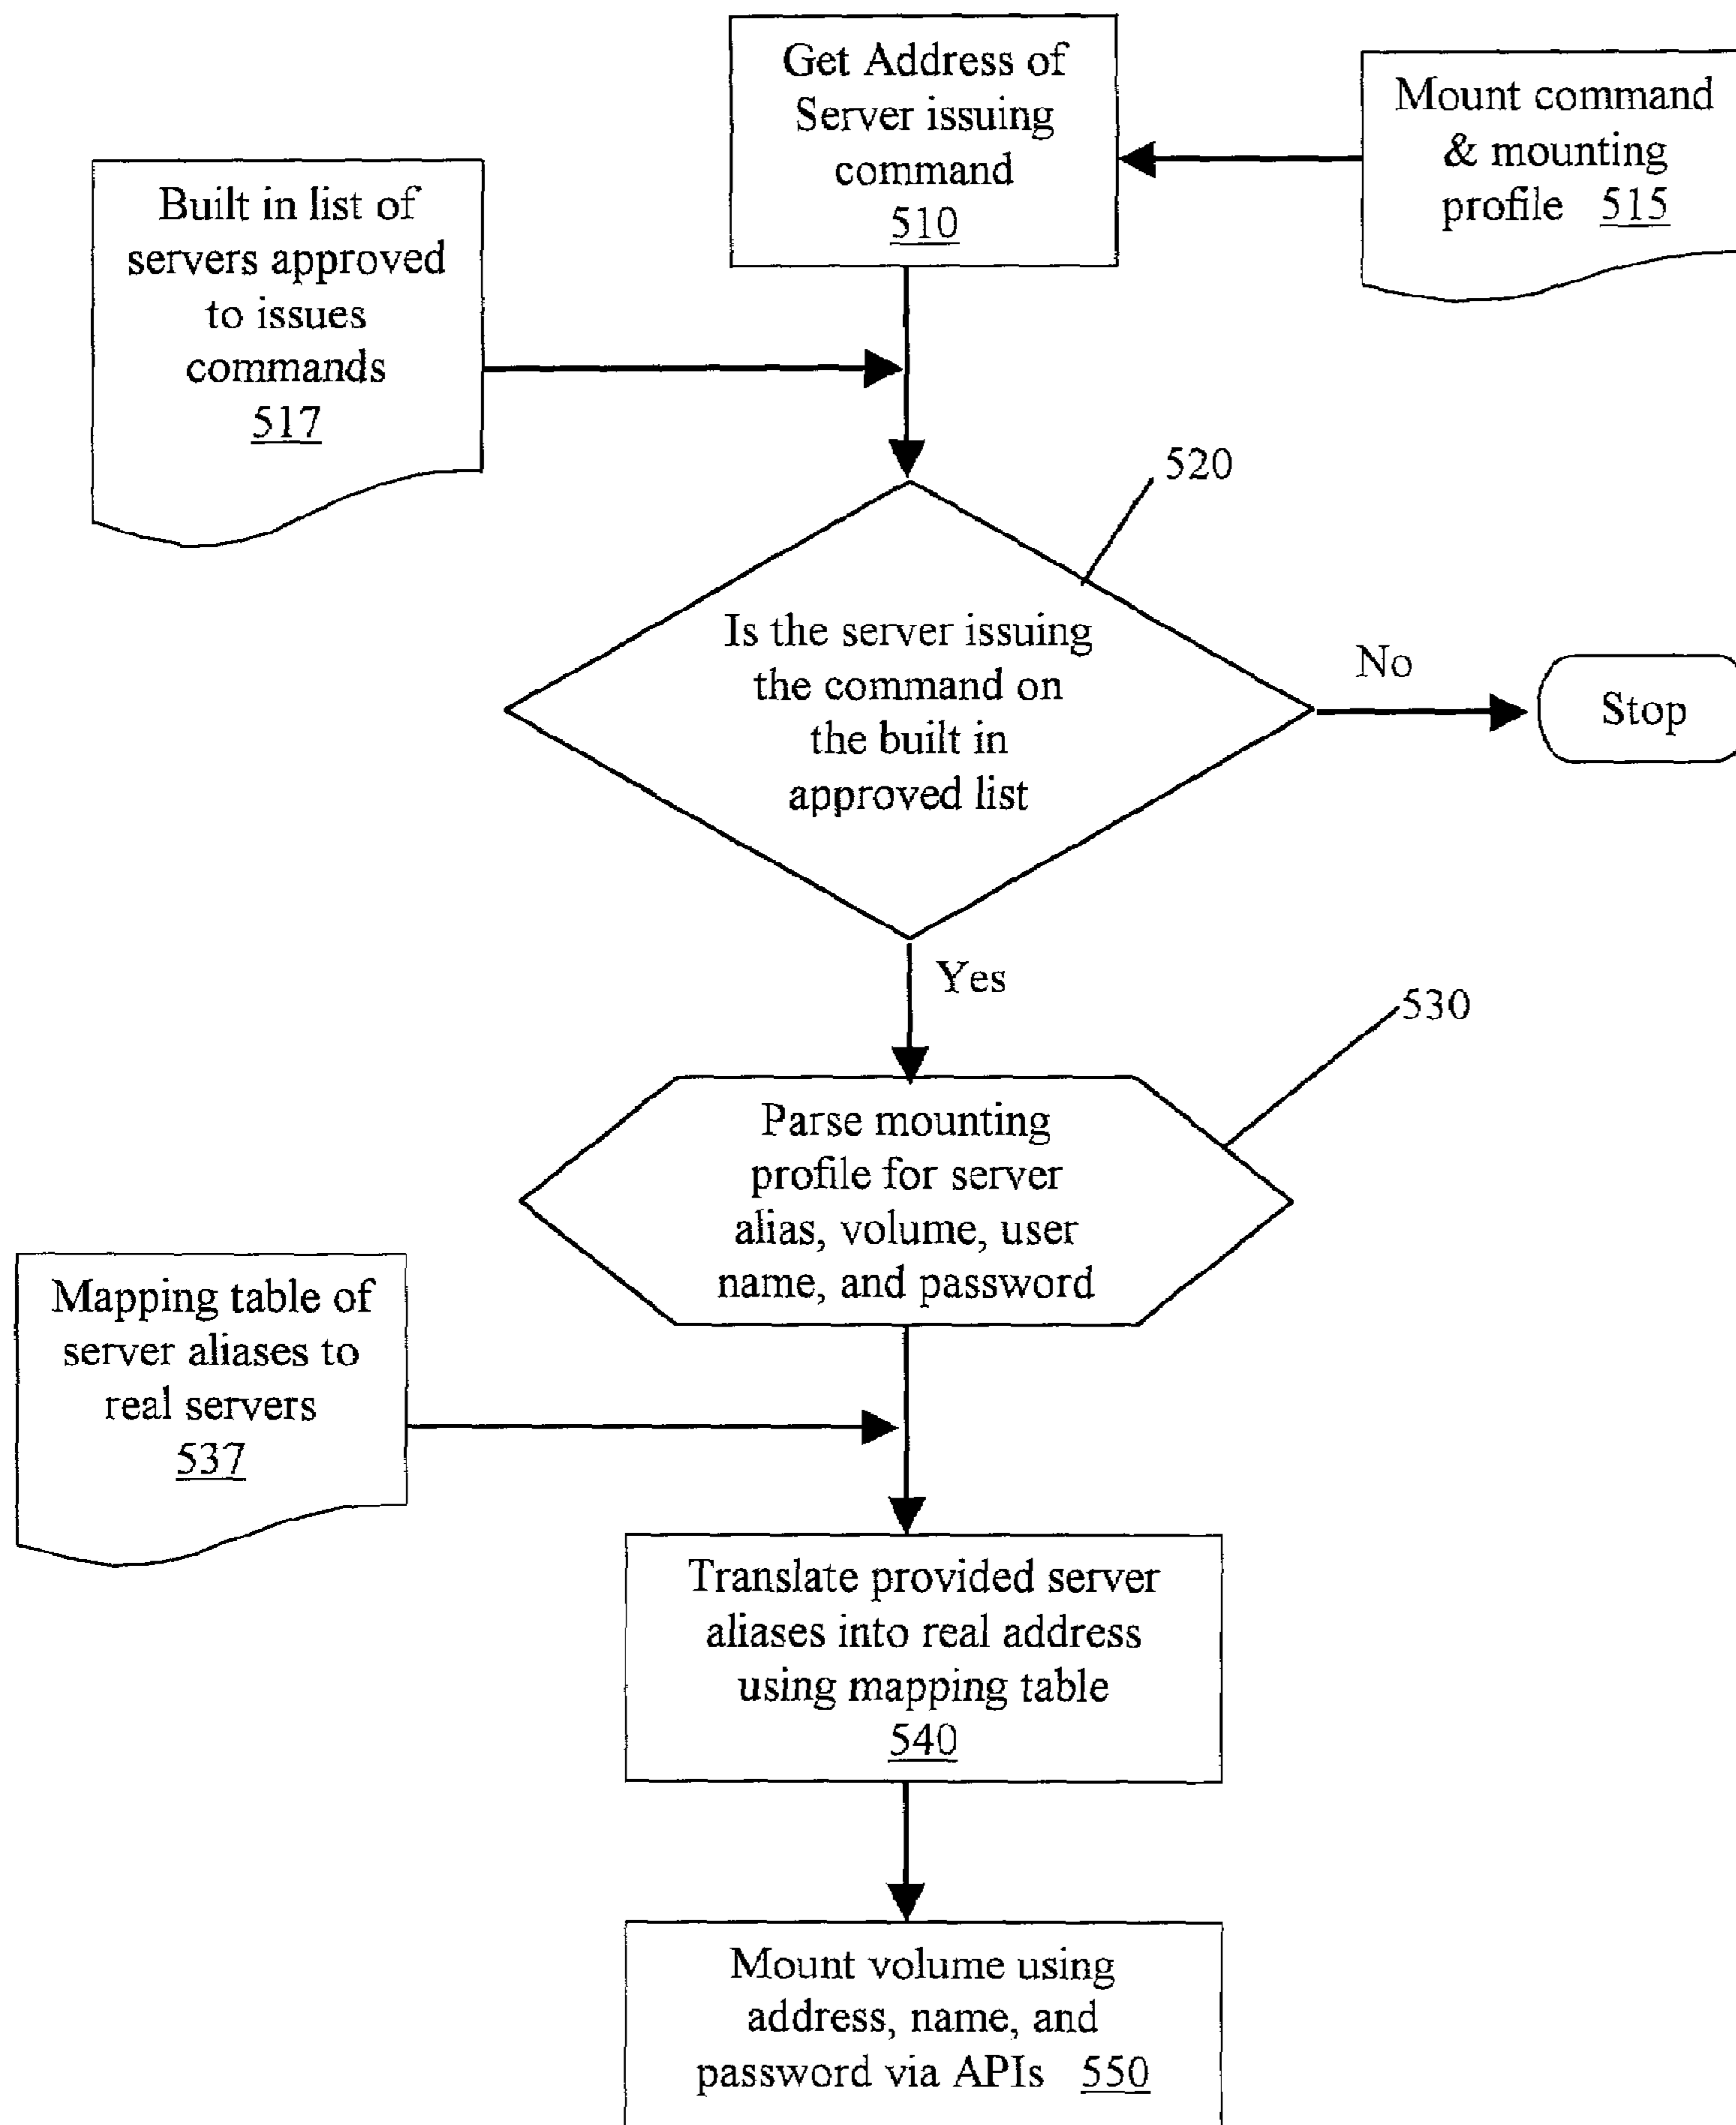 Get Address of
Server issuing
command
510
Mount command
& mounting
profile 515
Built in list of
servers approved
to issues
commands
517
520
Is the server issuing
the command on
the built in
approved list
No
Stop
Yes
530
Parse mounting
profile for server
alias, volume, user
name, and password
Mapping table of
server aliases to
real servers
537
Translate provided server
aliases into real address
using mapping table
540
Mount volume using
address, name, and
password via APIs 550